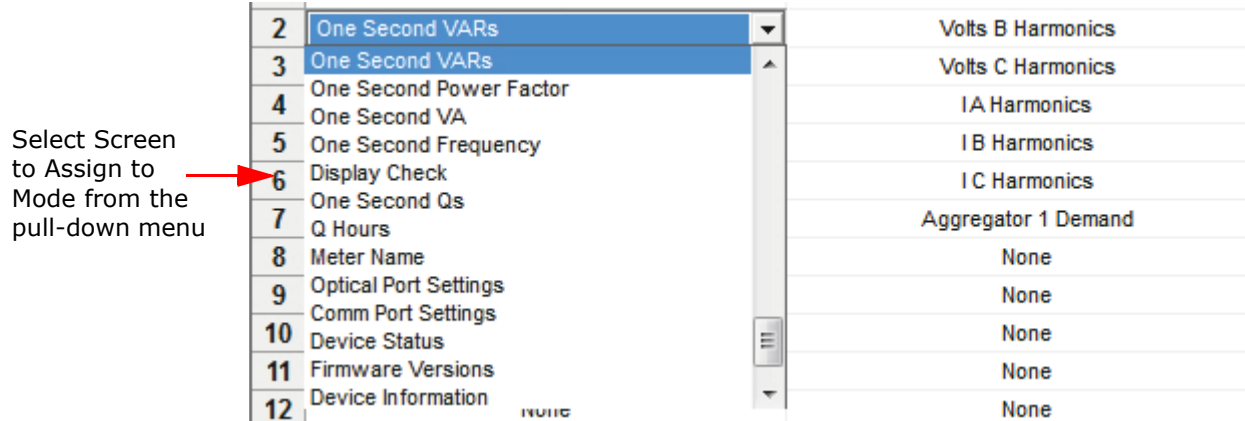 2 One Second VARs Volts B Harmonics
One Second VARs
3 Volts C Harmonics
One Second Power Factor
4 I A Harmonics
One Second VA
5 One Second Frequency I B Harmonics
Select Screen
to Assign to
Mode from the
pull-down menu
6 Display Check I C Harmonics
One Second Qs
7 Aggregator 1 Demand
Q Hours
8 Meter Name None
Optical Port Settings
9 None
Comm Port Settings
10 None
Device Status
11 Firmware Versions None
Device Information
12 None None